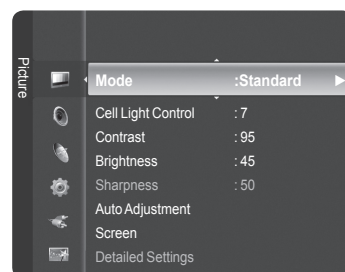 Picture
Mode :Standard
Cell Light Control : 7
Contrast : 95
Brightness : 45
Sharpness : 50
Auto Adjustment
Screen
Detailed Settings